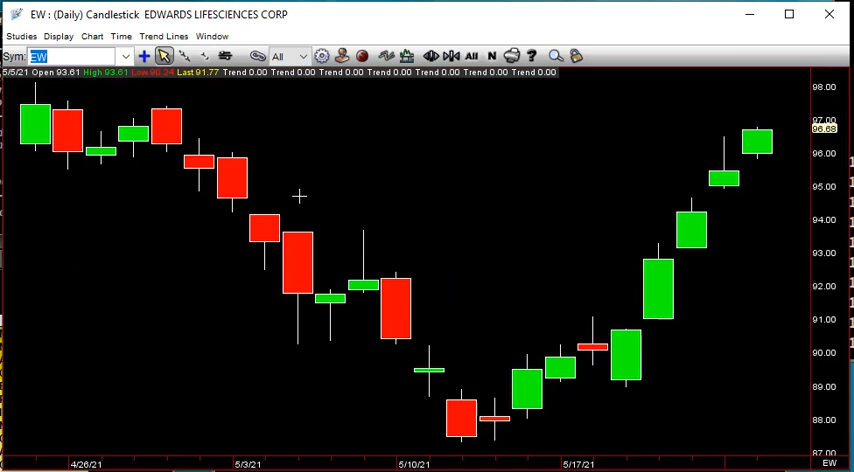 EW : (Daily) Candlestick EDWARDS LIFESCIENCES CORP
Studies Display Chart Time Trend Lines Window
Sym: EW All All N ?
5/5/21 Open 93.61 High 93.61 Low 90.24 Last 91.77 Trend 0.00 Trend 0.00 Trend 0.00 Trend 0.00 Trend 0.00 Trend 0.00
98.00
97.00
96.68
96.00
95.00
94.00
93.00
92.00
91.00
90.00
89.00
88.00
87.00
4/26/21 5/3/21 5/10/21 5/17/21 EW